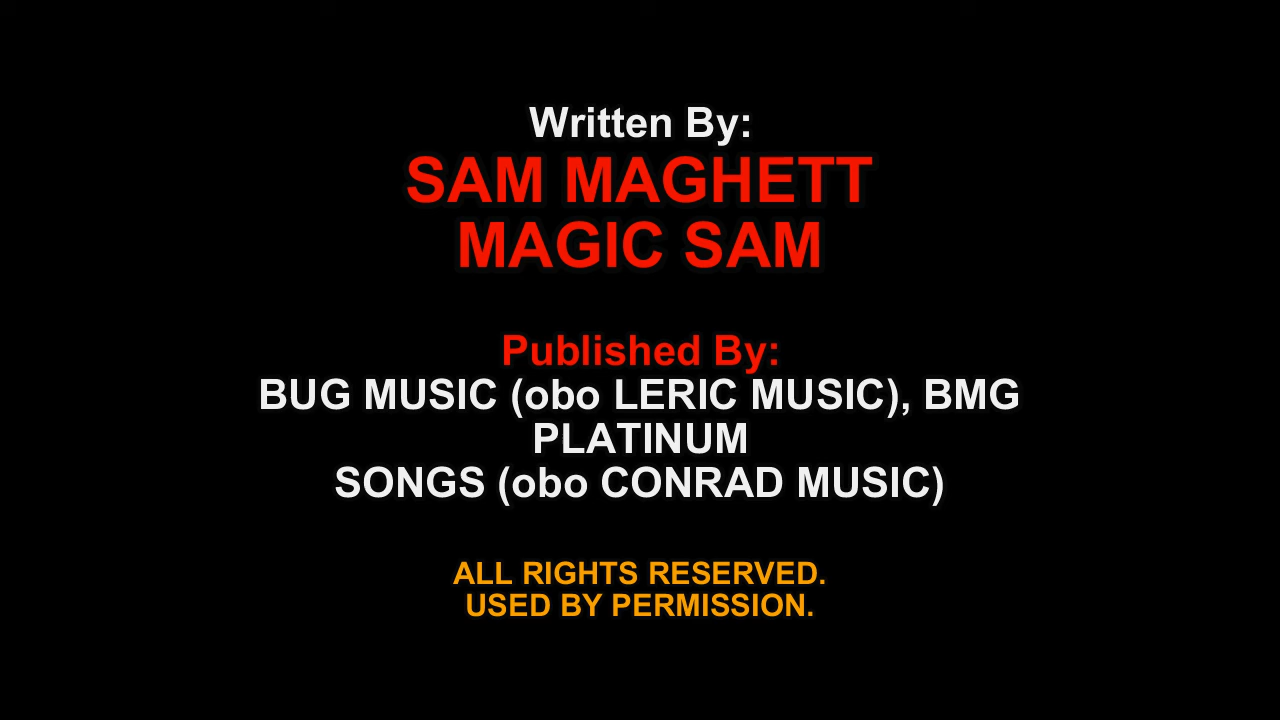 Written By:
SAM MAGHETT
MAGIC SAM
Published By:
BUG MUSIC (obo LERIC MUSIC), BMG
PLATINUM
SONGS (obo CONRAD MUSIC)
ALL RIGHTS RESERVED.
USED BY PERMISSION.